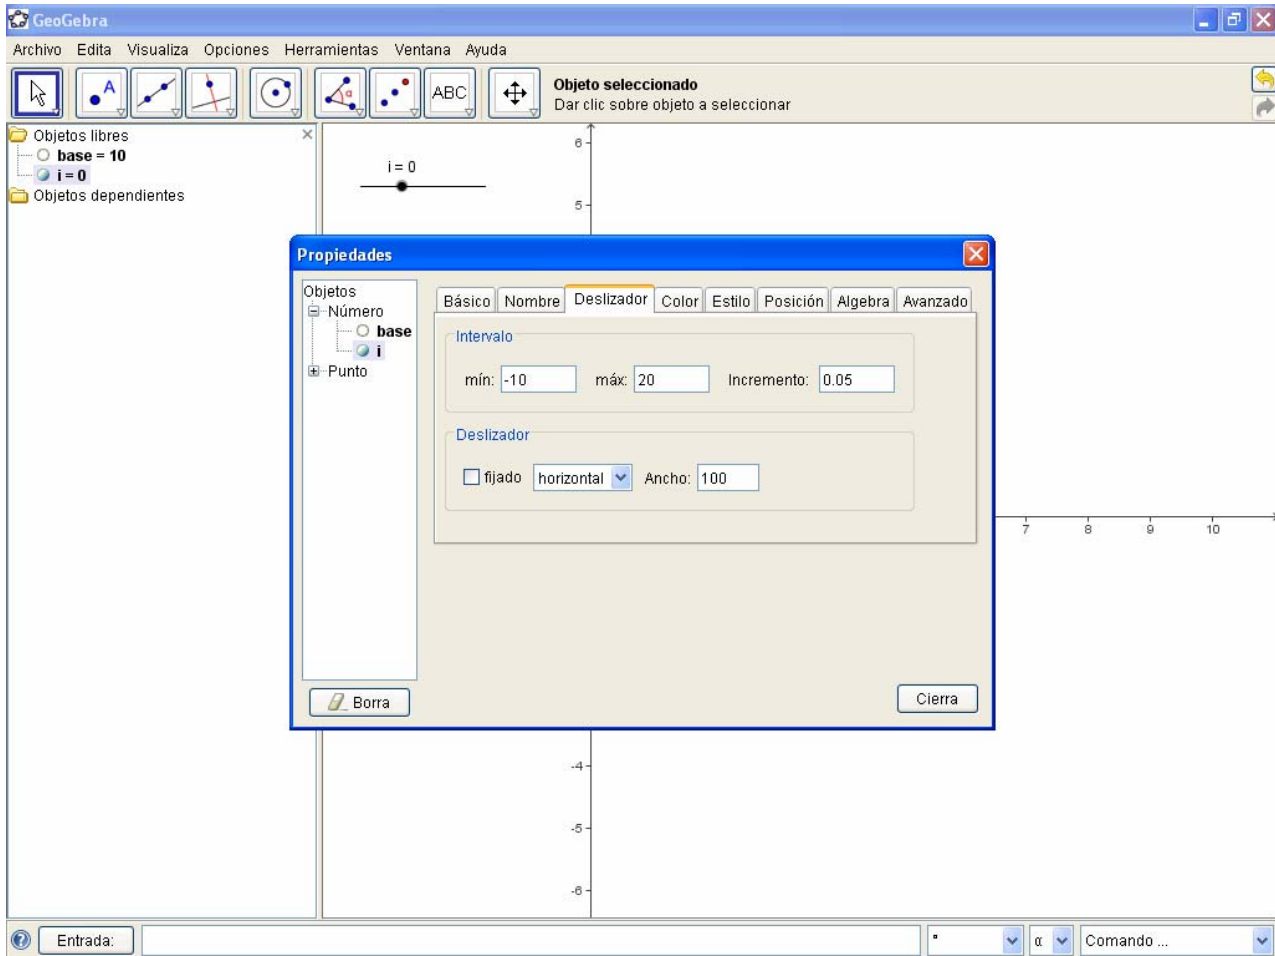 GeoGebra
Archivo Edita Visualiza Opciones Herramientas Ventana Ayuda
A
α
ABC
Objeto seleccionado
Dar clic sobre objeto a seleccionar
Objetos libres
base = 10
i = 0
Objetos dependientes
i = 0
6
5
Propiedades
Objetos
Número
base
i
Punto
Borra
Básico Nombre Deslizador Color Estilo Posición Algebra Avanzado
Intervalo
mín: -10 máx: 20 Incremento: 0.05
Deslizador
fijado horizontal Ancho: 100
Cierra
7 8 9 10
-4
-5
-6
Entrada: ° α Comando ...